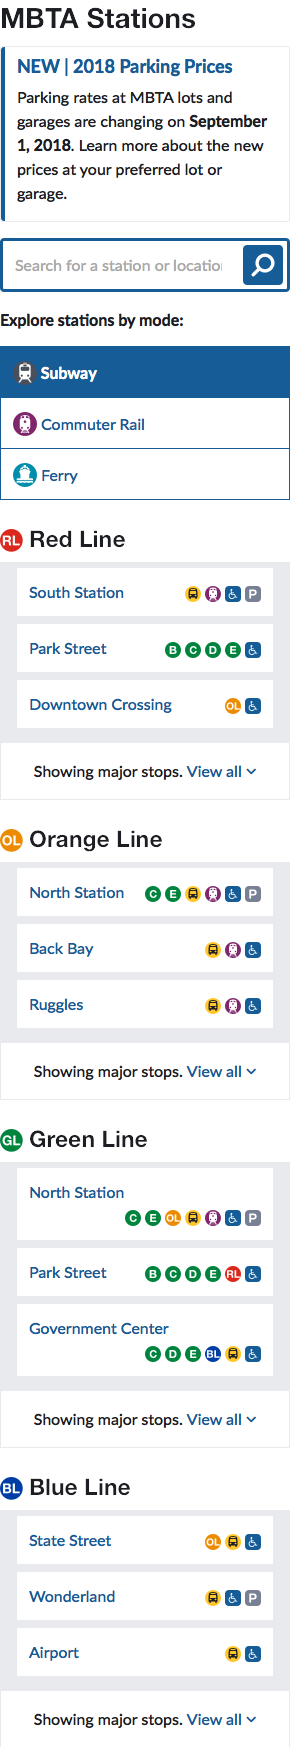 MBTA Stations
NEW | 2018 Parking Prices
Parking rates at MBTA lots and
garages are changing on September
1, 2018. Learn more about the new
prices at your preferred lot or
garage.
Search for a station or locatio
Explore stations by mode:
Subway
Commuter Rail
Ferry
RL Red Line
South Station P
Park Street B C D E
Downtown Crossing OL
Showing major stops. View all
OL Orange Line
North Station C E P
Back Bay
Ruggles
Showing major stops. View all
GL Green Line
North Station
C E OL P
Park Street B C D E RL
Government Center
C D E BL
Showing major stops. View all
BL Blue Line
State Street OL
Wonderland P
Airport
Showing major stops. View all